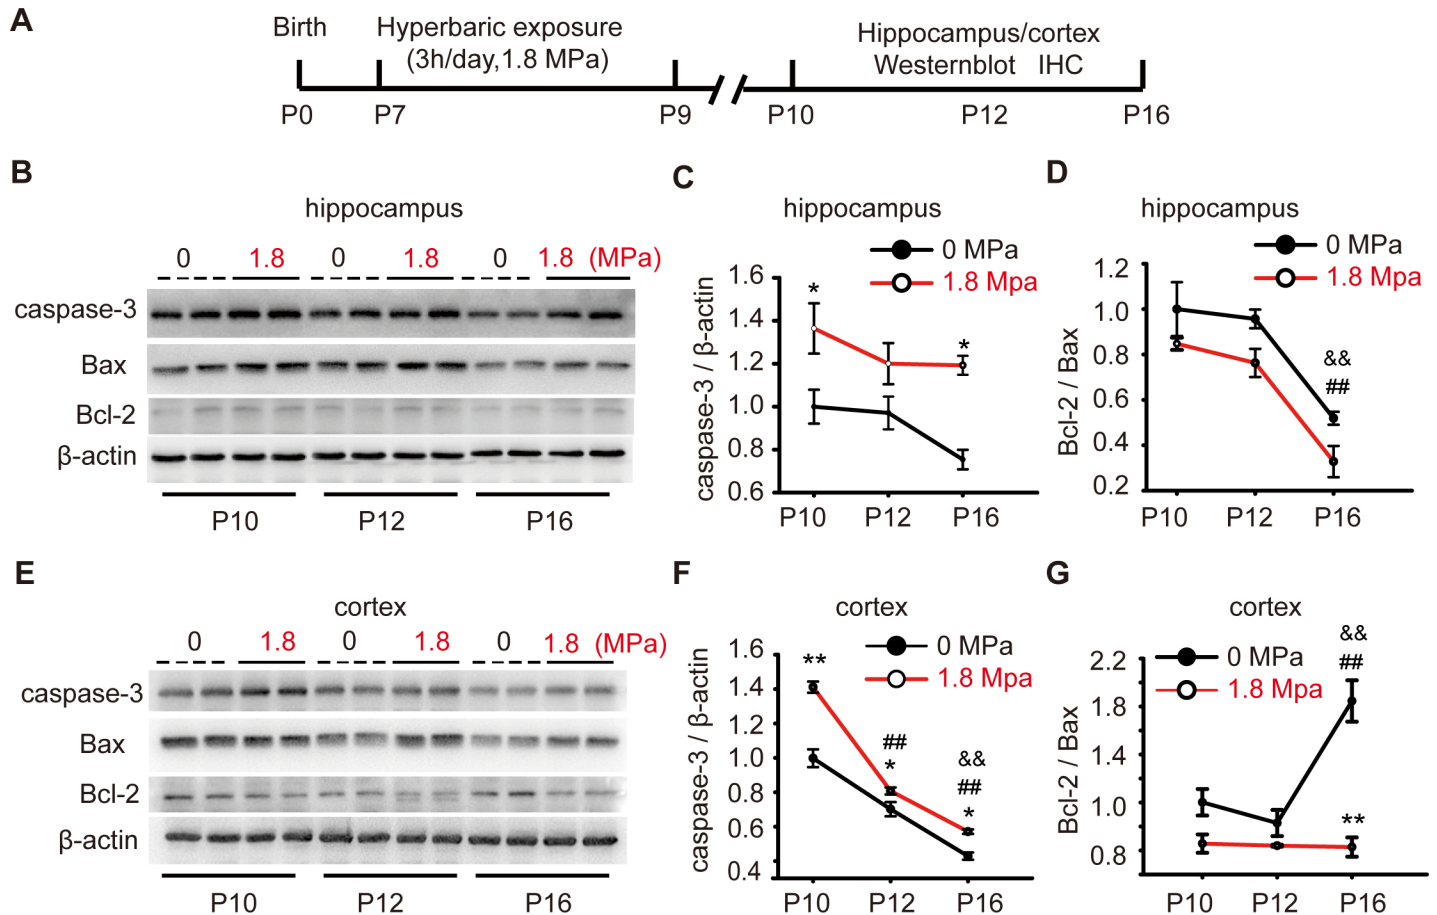 A
Birth
Hyperbaric exposure
(3h/day,1.8 MPa)
Hippocampus/cortex
Westernblot IHC
P0 P7 P9 P10 P12 P16
B
hippocampus
0 1.8 0 1.8 0 1.8 (MPa)
caspase-3
Bax
Bcl-2
β-actin
P10 P12 P16
C
hippocampus
0 MPa
1.8 Mpa
caspase-3 / β-actin
1.6
1.4
1.2
1.0
0.8
0.6
*
*
P10 P12 P16
D
hippocampus
0 MPa
1.8 Mpa
Bcl-2 / Bax
1.2
1.0
0.8
0.6
0.4
0.2
&&
##
P10 P12 P16
E
cortex
0 1.8 0 1.8 0 1.8 (MPa)
caspase-3
Bax
Bcl-2
β-actin
P10 P12 P16
F
cortex
0 MPa
1.8 Mpa
caspase-3 / β-actin
1.6
1.4
1.2
1.0
0.8
0.6
0.4
**
##
*
&&
##
*
P10 P12 P16
G
cortex
0 MPa
1.8 Mpa
Bcl-2 / Bax
2.2
1.8
1.4
1.0
0.8
&&
##
**
P10 P12 P16